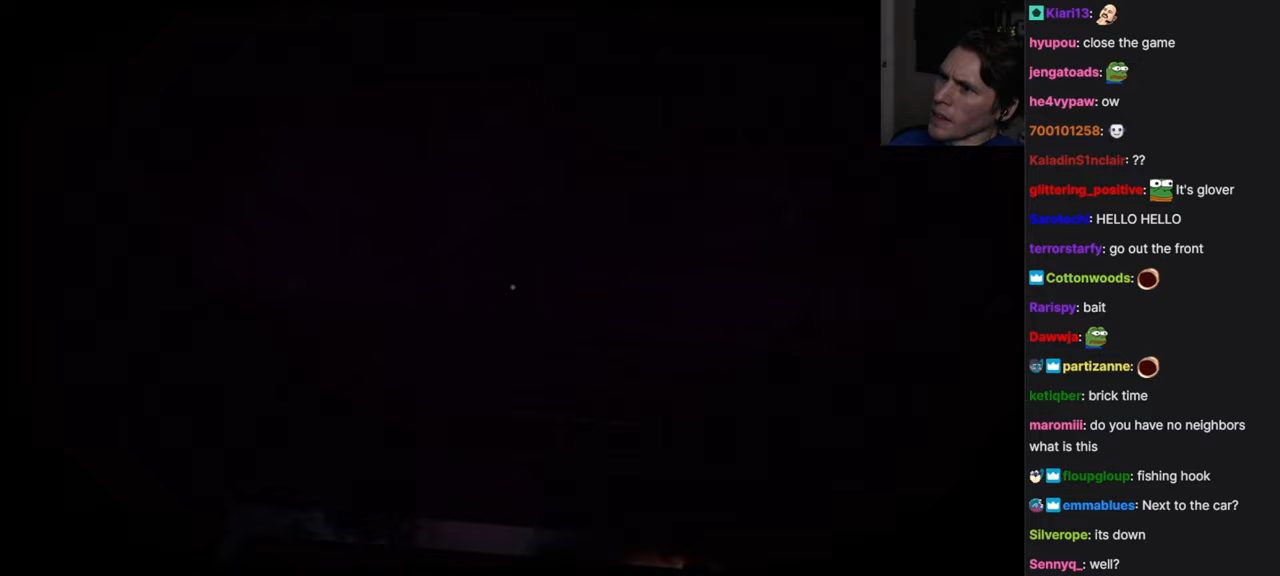 Kiari13:
hyupou: close the game
jengatoads:
he4vypaw: ow
700101258:
KaladinS1nclair: ??
glittering_positive: It's glover
Sarotochi: HELLO HELLO
terrorstarfy: go out the front
Cottonwoods:
Rarispy: bait
Dawwja:
partizanne:
ketiqber: brick time
maromiii: do you have no neighbors
what is this
floupgloup: fishing hook
emmablues: Next to the car?
Silverope: its down
Sennyq_: well?